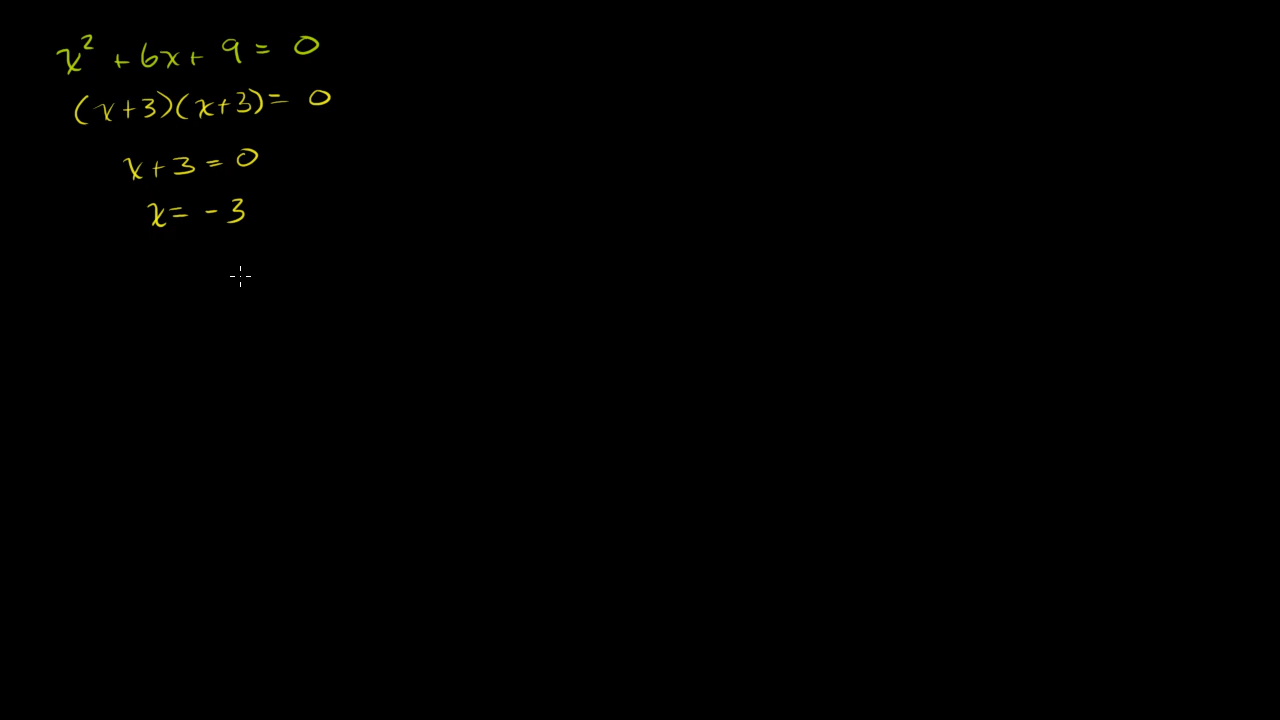 x² + 6x + 9 = 0
(x+3)(x+3) = 0
x + 3 = 0
x = -3